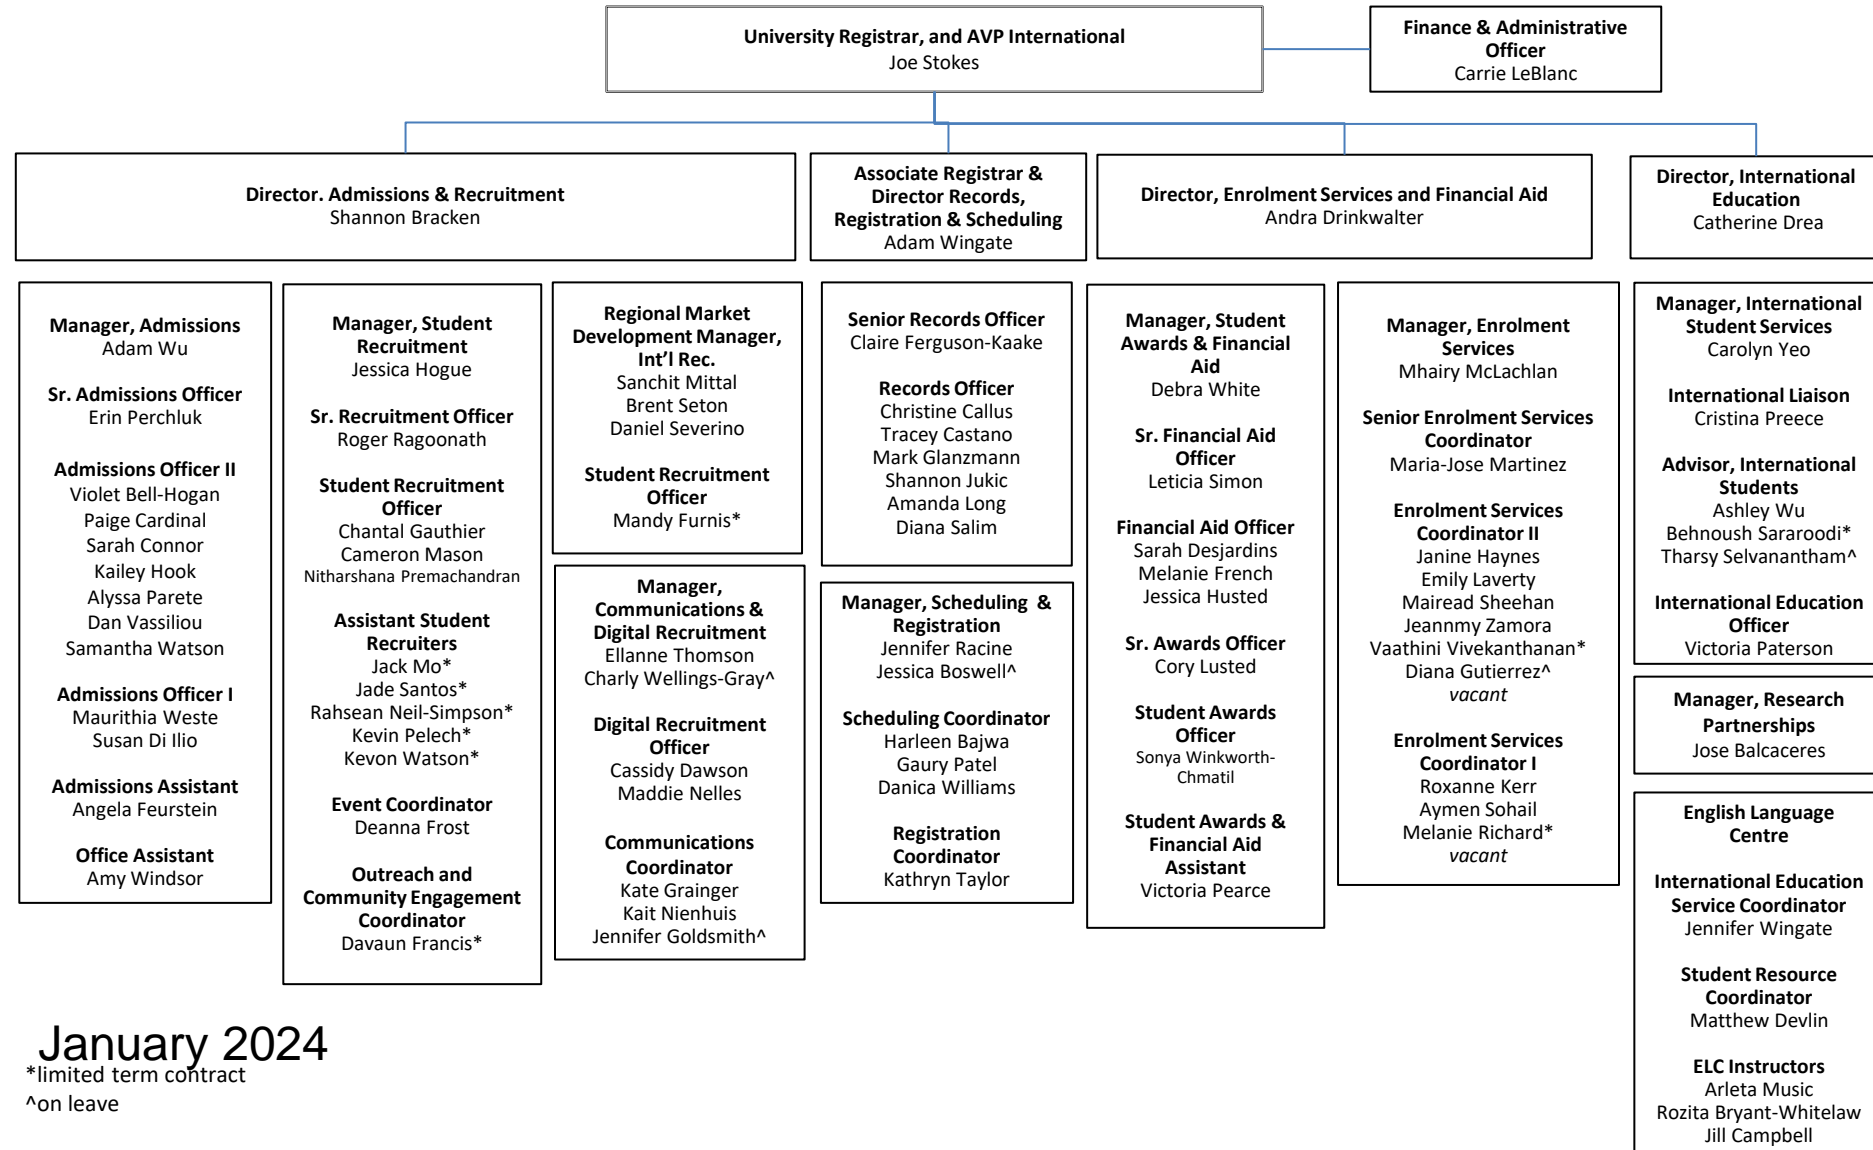 University Registrar, and AVP International
Joe Stokes
Finance & Administrative
Officer
Carrie LeBlanc
Director. Admissions & Recruitment
Shannon Bracken
Associate Registrar &
Director Records,
Registration & Scheduling
Adam Wingate
Director, Enrolment Services and Financial Aid
Andra Drinkwalter
Director, International
Education
Catherine Drea
Manager, Admissions
Adam Wu
Sr. Admissions Officer
Erin Perchluk
Admissions Officer II
Violet Bell-Hogan
Paige Cardinal
Sarah Connor
Kailey Hook
Alyssa Parete
Dan Vassiliou
Samantha Watson
Admissions Officer I
Maurithia Weste
Susan Di Ilio
Admissions Assistant
Angela Feurstein
Office Assistant
Amy Windsor
Manager, Student
Recruitment
Jessica Hogue
Sr. Recruitment Officer
Roger Ragoonath
Student Recruitment
Officer
Chantal Gauthier
Cameron Mason
Nitharshana Premachandran
Assistant Student
Recruiters
Jack Mo*
Jade Santos*
Rahsean Neil-Simpson*
Kevin Pelech*
Kevon Watson*
Event Coordinator
Deanna Frost
Outreach and
Community Engagement
Coordinator
Davaun Francis*
Regional Market
Development Manager,
Int’l Rec.
Sanchit Mittal
Brent Seton
Daniel Severino
Student Recruitment
Officer
Mandy Furnis*
Manager,
Communications &
Digital Recruitment
Ellanne Thomson
Charly Wellings-Gray^
Digital Recruitment
Officer
Cassidy Dawson
Maddie Nelles
Communications
Coordinator
Kate Grainger
Kait Nienhuis
Jennifer Goldsmith^
Senior Records Officer
Claire Ferguson-Kaake
Records Officer
Christine Callus
Tracey Castano
Mark Glanzmann
Shannon Jukic
Amanda Long
Diana Salim
Manager, Scheduling &
Registration
Jennifer Racine
Jessica Boswell^
Scheduling Coordinator
Harleen Bajwa
Gaury Patel
Danica Williams
Registration
Coordinator
Kathryn Taylor
Manager, Student
Awards & Financial
Aid
Debra White
Sr. Financial Aid
Officer
Leticia Simon
Financial Aid Officer
Sarah Desjardins
Melanie French
Jessica Husted
Sr. Awards Officer
Cory Lusted
Student Awards
Officer
Sonya Winkworth-
Chmatil
Student Awards &
Financial Aid
Assistant
Victoria Pearce
Manager, Enrolment
Services
Mhairy McLachlan
Senior Enrolment Services
Coordinator
Maria-Jose Martinez
Enrolment Services
Coordinator II
Janine Haynes
Emily Laverty
Mairead Sheehan
Jeannmy Zamora
Vaathini Vivekanthanan*
Diana Gutierrez^
vacant
Enrolment Services
Coordinator I
Roxanne Kerr
Aymen Sohail
Melanie Richard*
vacant
Manager, International
Student Services
Carolyn Yeo
International Liaison
Cristina Preece
Advisor, International
Students
Ashley Wu
Behnoush Sararoodi*
Tharsy Selvanantham^
International Education
Officer
Victoria Paterson
Manager, Research
Partnerships
Jose Balcaceres
English Language
Centre
International Education
Service Coordinator
Jennifer Wingate
Student Resource
Coordinator
Matthew Devlin
ELC Instructors
Arleta Music
Rozita Bryant-Whitelaw
Jill Campbell
January 2024
*limited term contract
^on leave